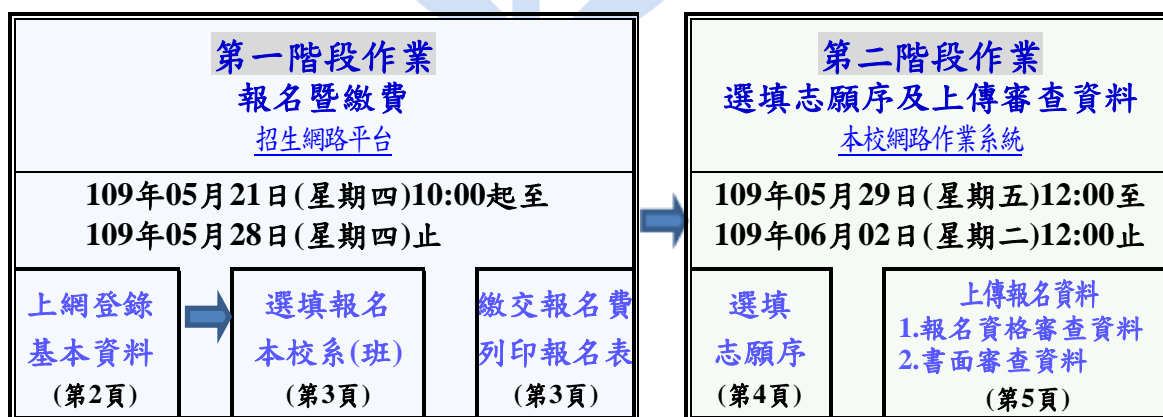 第一階段作業
報名暨繳費
招生網路平台
109年05月21日(星期四)10:00起至
109年05月28日(星期四)止
上網登錄
基本資料
(第2頁)
選填報名
本校系(班)
(第3頁)
繳交報名費
列印報名表
(第3頁)
第二階段作業
選填志願序及上傳審查資料
本校網路作業系統
109年05月29日(星期五)12:00至
109年06月02日(星期二)12:00止
選填
志願序
(第4頁)
上傳報名資料
1.報名資格審查資料
2.書面審查資料
(第5頁)